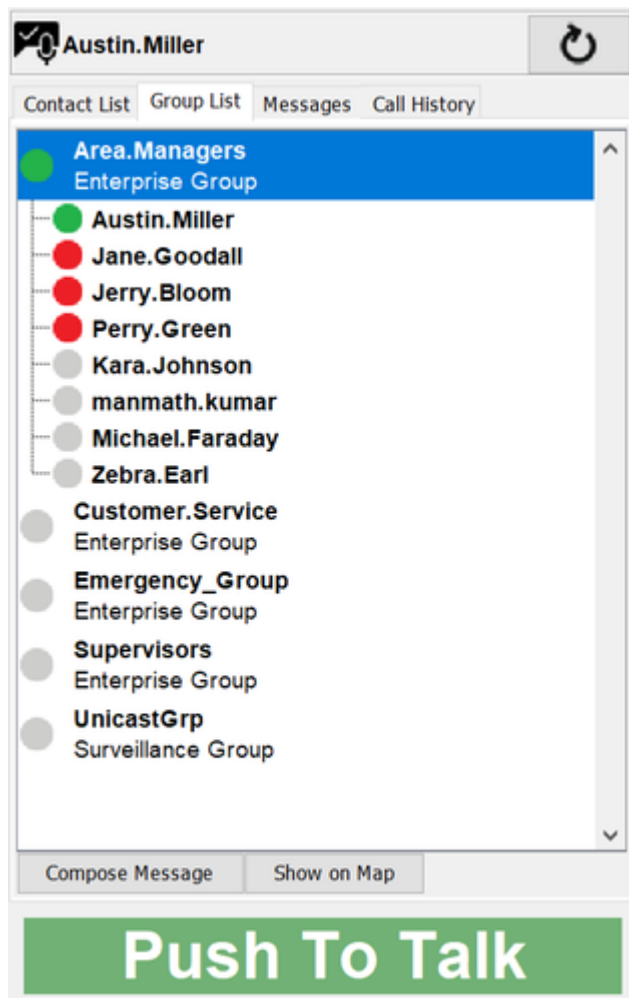 Austin.Miller
Contact List Group List Messages Call History
Area.Managers
Enterprise Group
Austin.Miller
Jane.Goodall
Jerry.Bloom
Perry.Green
Kara.Johnson
manmath.kumar
Michael.Faraday
Zebra.Earl
Customer.Service
Enterprise Group
Emergency_Group
Enterprise Group
Supervisors
Enterprise Group
UnicastGrp
Surveillance Group
Compose Message Show on Map
Push To Talk